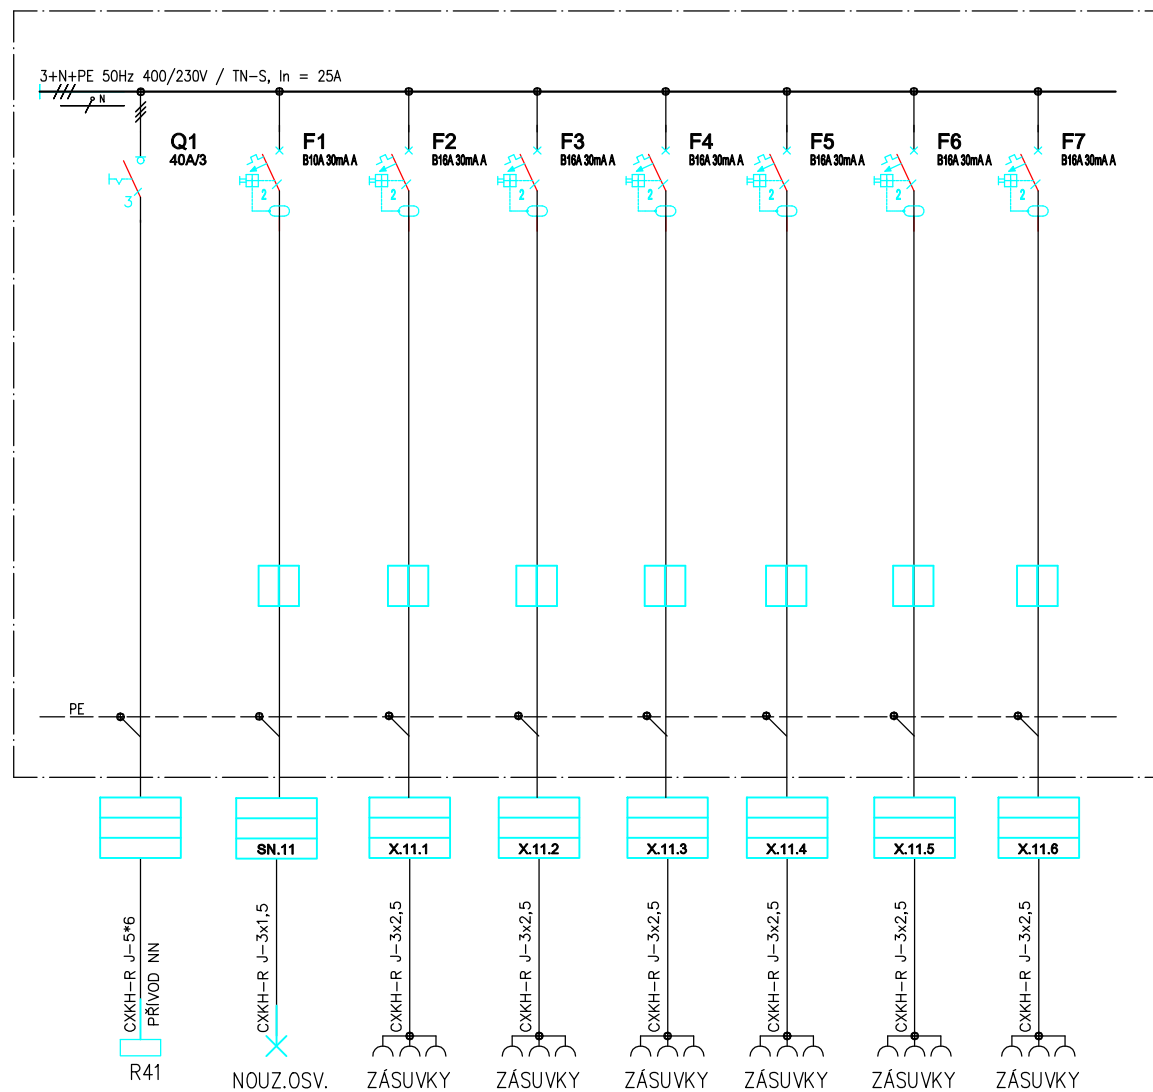 3+N+PE 50Hz 400/230V / TN-S, In = 25A
N
Q1
40A/3
3
F1
B10A 30mA A
2
F2
B16A 30mA A
2
F3
B16A 30mA A
2
F4
B16A 30mA A
2
F5
B16A 30mA A
2
F6
B16A 30mA A
2
F7
B16A 30mA A
2
PE
SN.11
X.11.1
X.11.2
X.11.3
X.11.4
X.11.5
X.11.6
CXKH-R J-5*6
PŘÍVOD NN
CXKH-R J-3x1,5
CXKH-R J-3x2,5
CXKH-R J-3x2,5
CXKH-R J-3x2,5
CXKH-R J-3x2,5
CXKH-R J-3x2,5
CXKH-R J-3x2,5
R41
NOUZ.OSV.
ZÁSUVKY
ZÁSUVKY
ZÁSUVKY
ZÁSUVKY
ZÁSUVKY
ZÁSUVKY